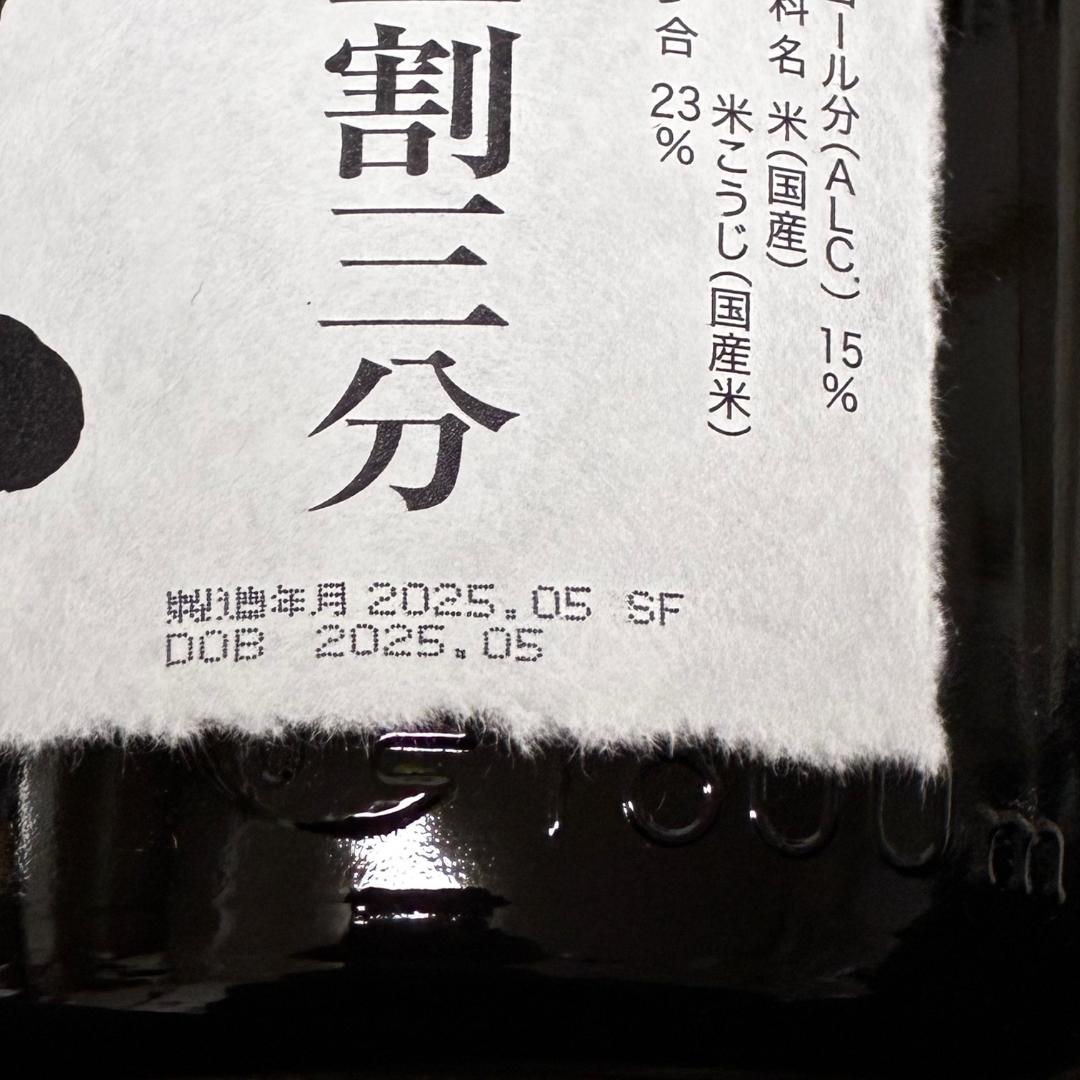 ール分(ALC.) 15%
料名 米(国産)
米こうじ(国産米)
合 23%
割三分
製造年月 2025.05 SF
DOB 2025.05